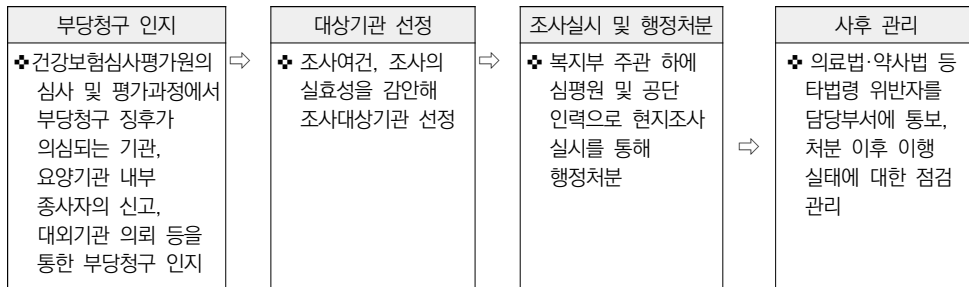 부당청구 인지
❖건강보험심사평가원의
심사 및 평가과정에서
부당청구 징후가
의심되는 기관,
요양기관 내부
종사자의 신고,
대외기관 의뢰 등을
통한 부당청구 인지
⇨
대상기관 선정
❖ 조사여건, 조사의
실효성을 감안해
조사대상기관 선정
⇨
조사실시 및 행정처분
❖ 복지부 주관 하에
심평원 및 공단
인력으로 현지조사
실시를 통해
행정처분
⇨
사후 관리
❖ 의료법·약사법 등
타법령 위반자를
담당부서에 통보,
처분 이후 이행
실태에 대한 점검
관리